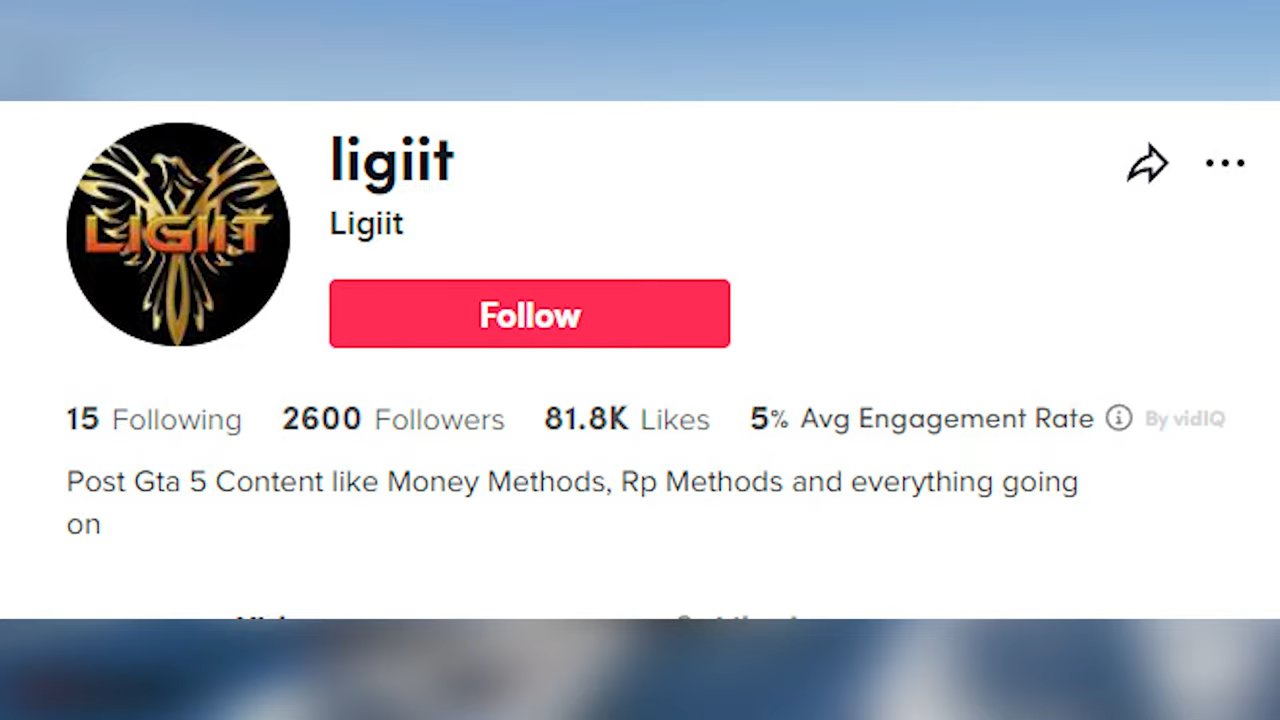 LIGIIT
ligiit
Ligiit
Follow
15 Following 2600 Followers 81.8K Likes 5% Avg Engagement Rate By vidIQ
Post Gta 5 Content like Money Methods, Rp Methods and everything going
on